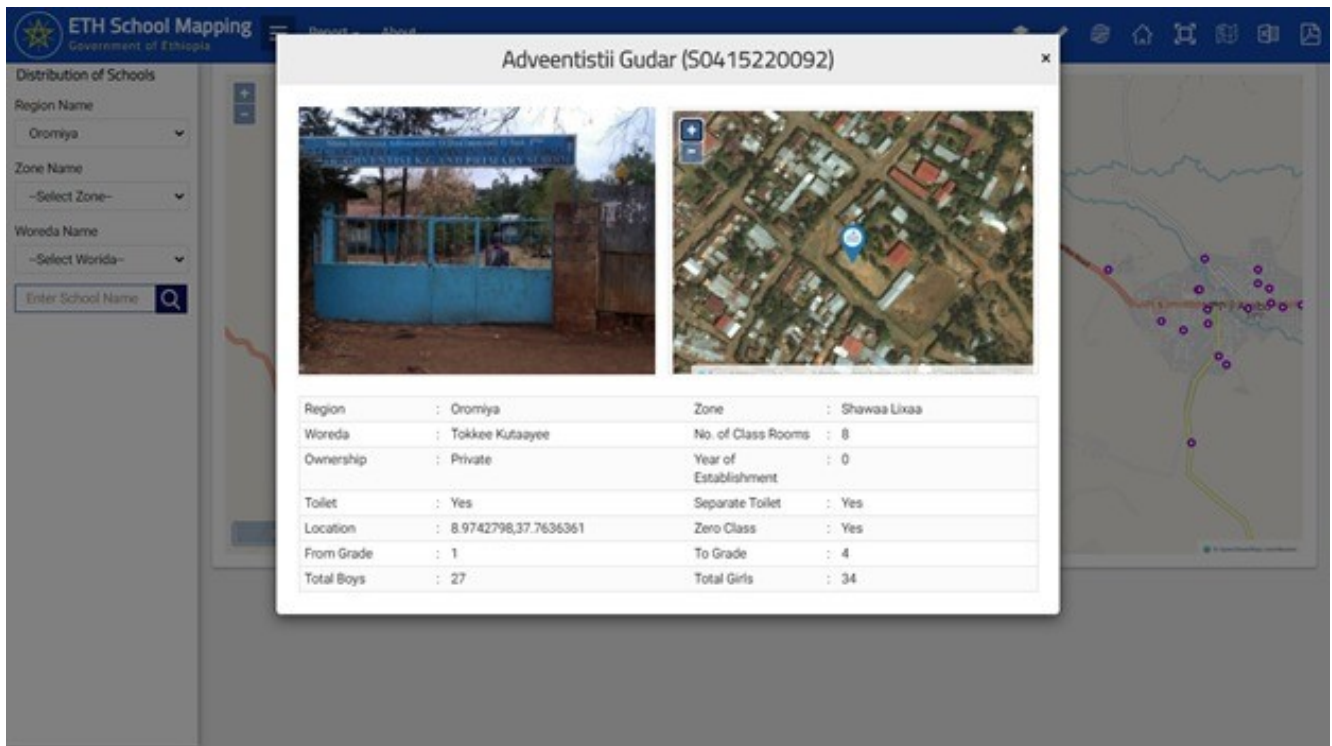 ETH School Mapping
Government of Ethiopia
Report
About
Adveentistii Gudar (S0415220092)
×
Distribution of Schools
Region Name
Oromiya
Zone Name
--Select Zone--
Woreda Name
--Select Worida--
Enter School Name
+
-
K.G AND PRIMARY SCHOOL
+
-
Region : Oromiya Zone : Shawaa Lixaa
Woreda : Tokkee Kutaayee No. of Class Rooms : 8
Ownership : Private Year of Establishment : 0
Toilet : Yes Separate Toilet : Yes
Location : 8.9742798,37.7636361 Zero Class : Yes
From Grade : 1 To Grade : 4
Total Boys : 27 Total Girls : 34